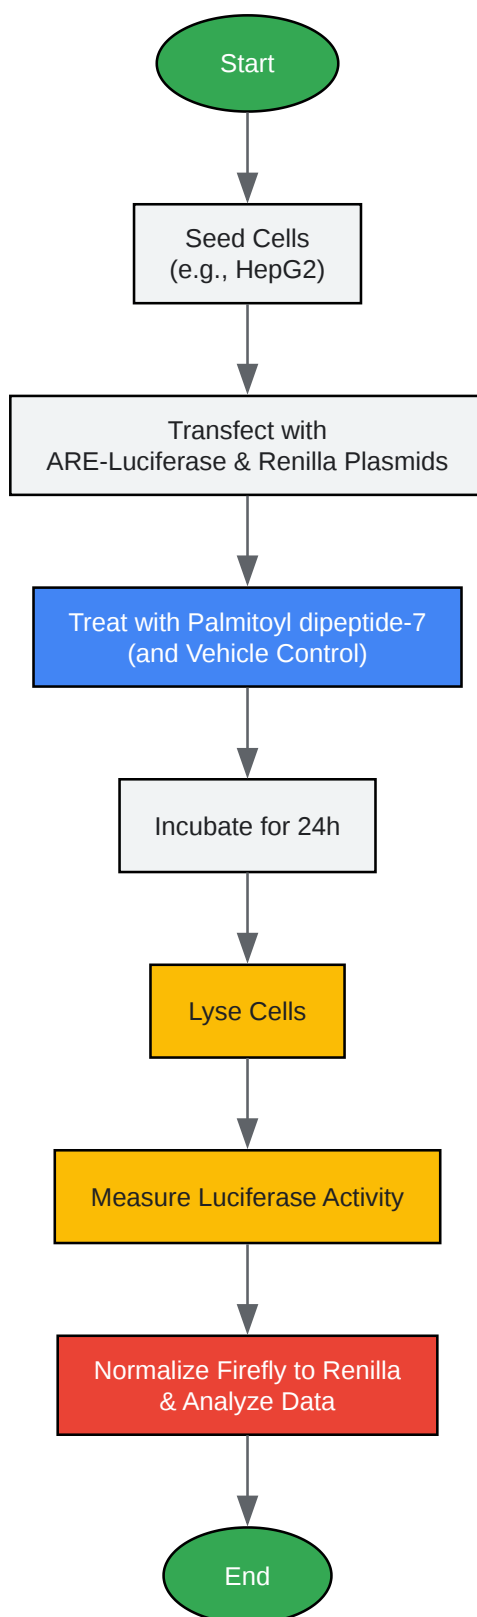 Start
Seed Cells
(e.g., HepG2)
Transfect with
ARE-Luciferase & Renilla Plasmids
Treat with Palmitoyl dipeptide-7
(and Vehicle Control)
Incubate for 24h
Lyse Cells
Measure Luciferase Activity
Normalize Firefly to Renilla
& Analyze Data
End